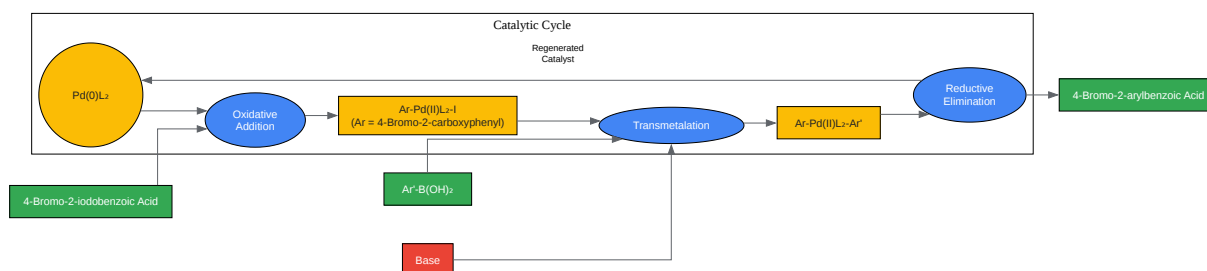 Catalytic Cycle
Regenerated
Catalyst
Pd(0)L₂
Oxidative
Addition
Ar-Pd(II)L₂-I
(Ar = 4-Bromo-2-carboxyphenyl)
Transmetalation
Ar-Pd(II)L₂-Ar'
Reductive
Elimination
4-Bromo-2-arylbenzoic Acid
4-Bromo-2-iodobenzoic Acid
Ar'-B(OH)₂
Base